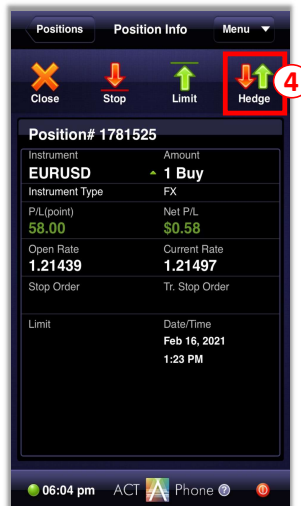 Positions Position Info Menu
Close Stop Limit Hedge 4
Position# 1781525
Instrument Amount
EURUSD 1 Buy
Instrument Type FX
P/L(point) Net P/L
58.00 $0.58
Open Rate Current Rate
1.21439 1.21497
Stop Order Tr. Stop Order
Limit Date/Time
Feb 16, 2021
1:23 PM
06:04 pm ACT Phone ?